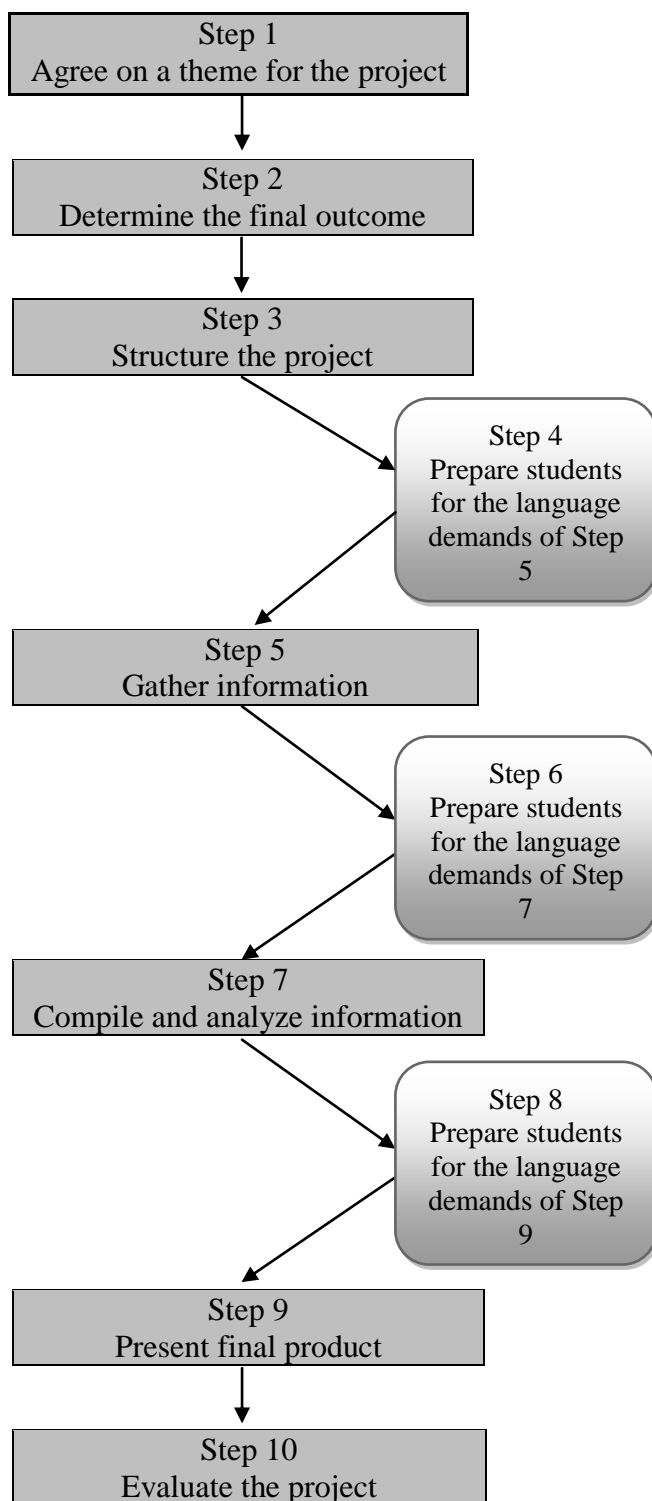 Step 1
Agree on a theme for the project
Step 2
Determine the final outcome
Step 3
Structure the project
Step 4
Prepare students
for the language
demands of Step
5
Step 5
Gather information
Step 6
Prepare students
for the language
demands of Step
7
Step 7
Compile and analyze information
Step 8
Prepare students
for the language
demands of Step
9
Step 9
Present final product
Step 10
Evaluate the project